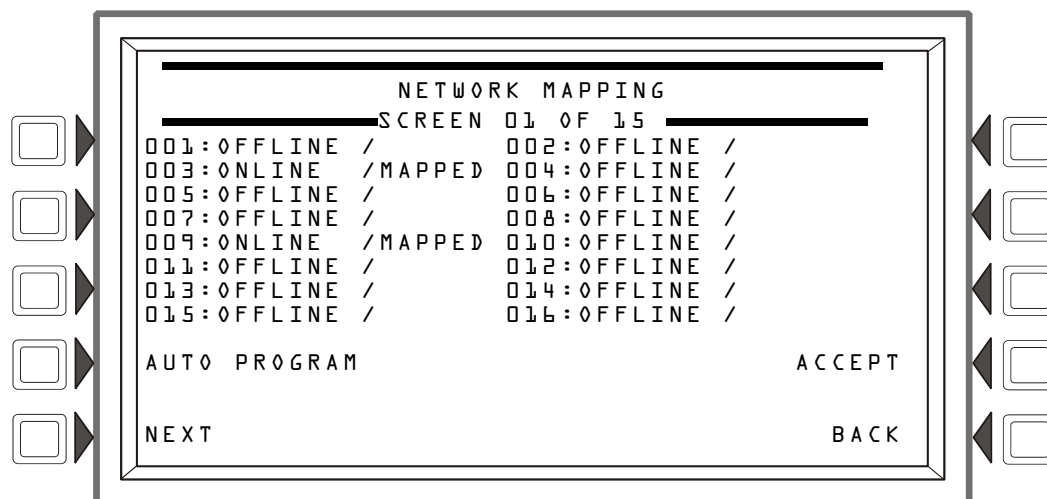 NETWORK MAPPING
SCREEN 01 OF 15
001:OFFLINE / 002:OFFLINE /
003:ONLINE /MAPPED 004:OFFLINE /
005:OFFLINE / 006:OFFLINE /
007:OFFLINE / 008:OFFLINE /
009:ONLINE /MAPPED 010:OFFLINE /
011:OFFLINE / 012:OFFLINE /
013:OFFLINE / 014:OFFLINE /
015:OFFLINE / 016:OFFLINE /
AUTO PROGRAM ACCEPT
NEXT BACK